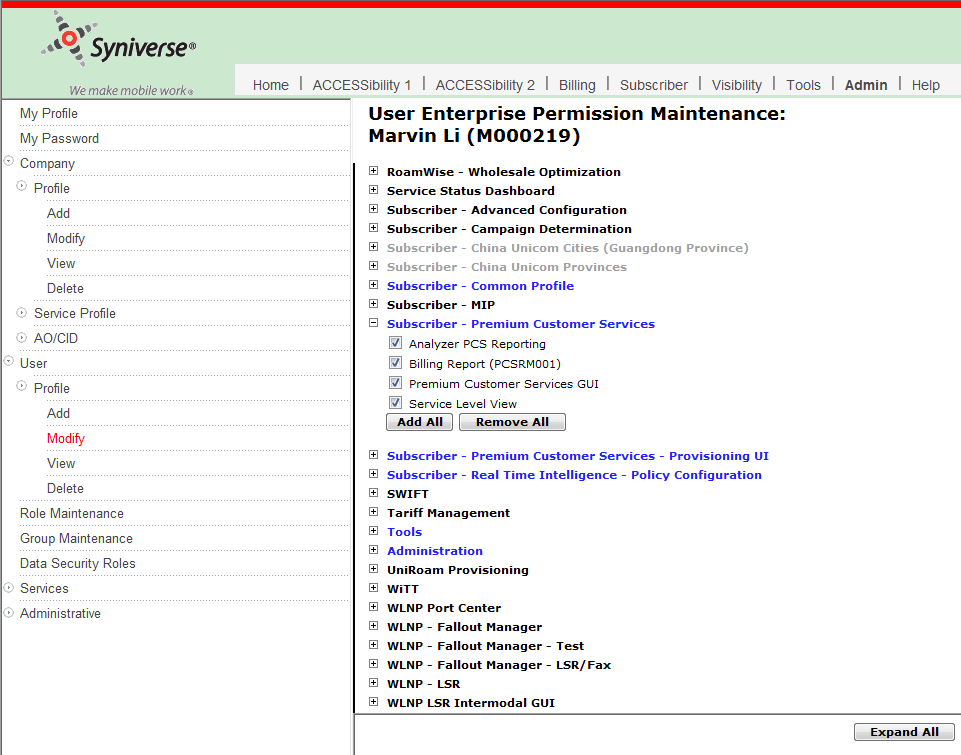 Syniverse®
We make mobile work®
Home | ACCESSibility 1 | ACCESSibility 2 | Billing | Subscriber | Visibility | Tools | Admin | Help
My Profile
My Password
Company
Profile
Add
Modify
View
Delete
Service Profile
AO/CID
User
Profile
Add
Modify
View
Delete
Role Maintenance
Group Maintenance
Data Security Roles
Services
Administrative
User Enterprise Permission Maintenance:
Marvin Li (M000219)
RoamWise - Wholesale Optimization
Service Status Dashboard
Subscriber - Advanced Configuration
Subscriber - Campaign Determination
Subscriber - China Unicom Cities (Guangdong Province)
Subscriber - China Unicom Provinces
Subscriber - Common Profile
Subscriber - MIP
Subscriber - Premium Customer Services
Analyzer PCS Reporting
Billing Report (PCSRM001)
Premium Customer Services GUI
Service Level View
Add All Remove All
Subscriber - Premium Customer Services - Provisioning UI
Subscriber - Real Time Intelligence - Policy Configuration
SWIFT
Tariff Management
Tools
Administration
UniRoam Provisioning
WiTT
WLNP Port Center
WLNP - Fallout Manager
WLNP - Fallout Manager - Test
WLNP - Fallout Manager - LSR/Fax
WLNP - LSR
WLNP LSR Intermodal GUI
Expand All